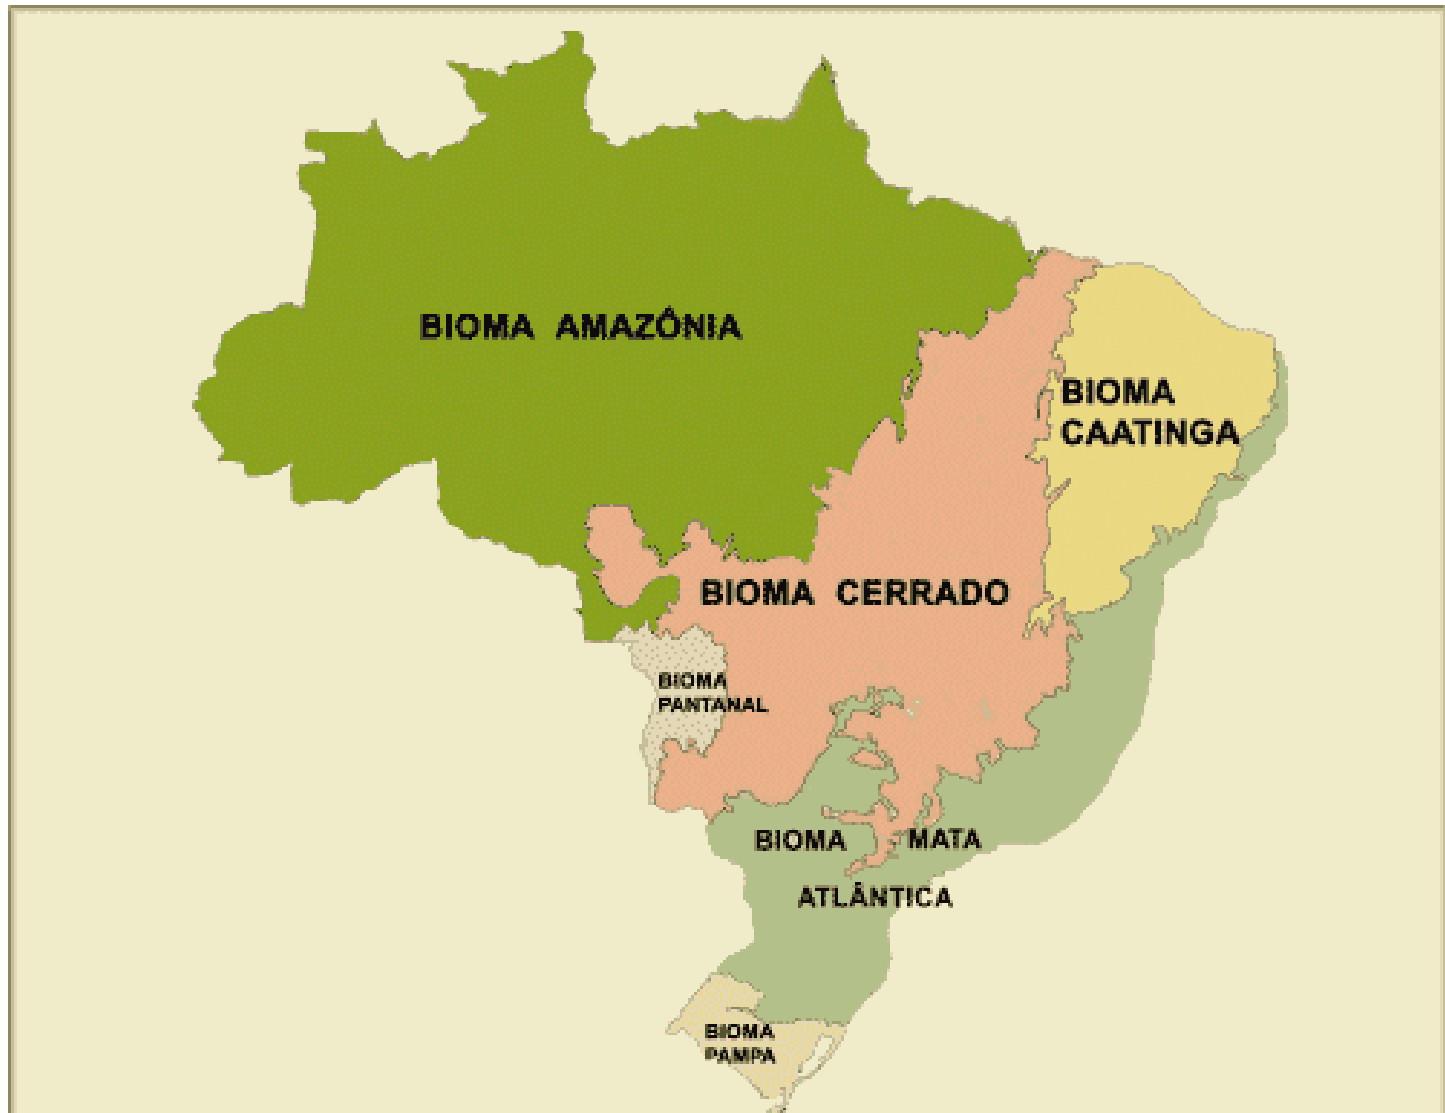 BIOMA AMAZÔNIA
BIOMA
CAATINGA
BIOMA CERRADO
BIOMA
PANTANAL
BIOMA MATA
ATLÂNTICA
BIOMA
PAMPA